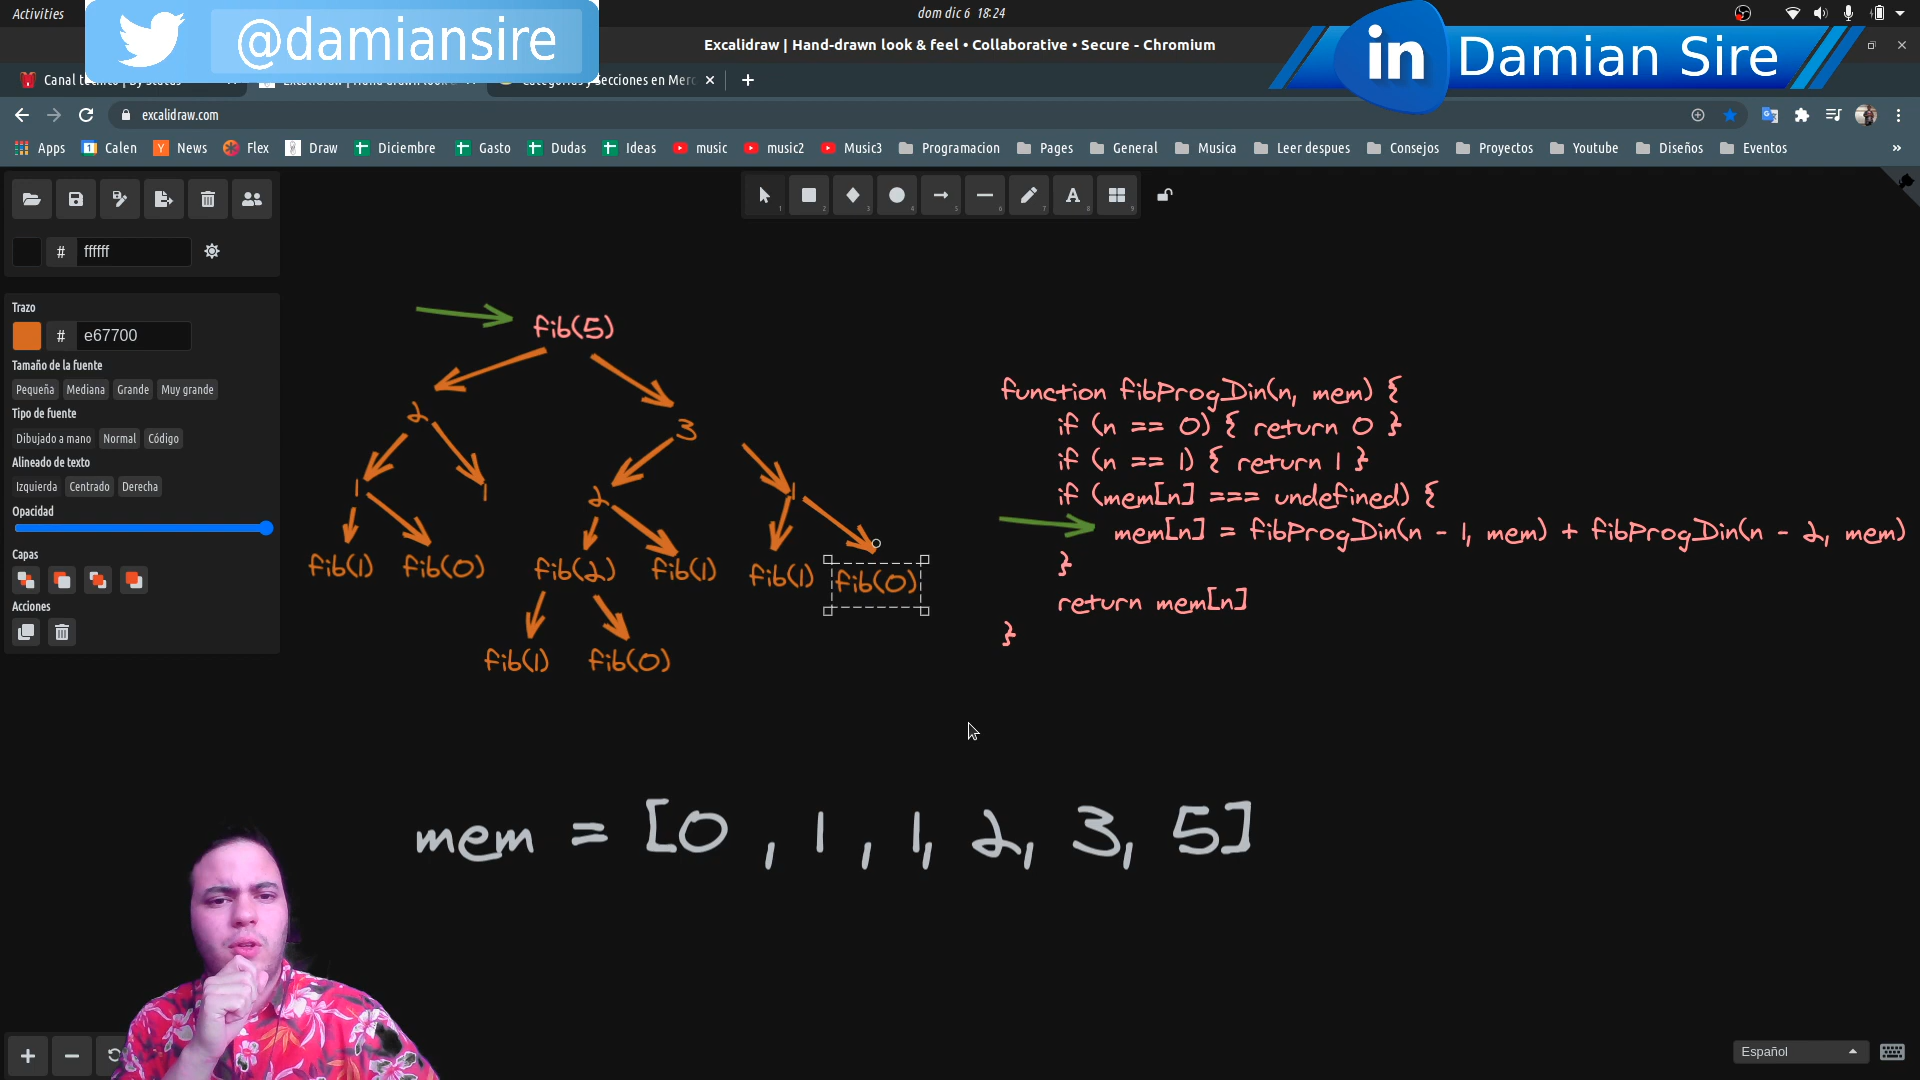 Activities
dom dic 6 18:24
@damiansire
in Damian Sire
Excalidraw | Hand-drawn look & feel • Collaborative • Secure - Chromium
excalidraw.com
Apps
Calen
News
Flex
Draw
Diciembre
Gasto
Dudas
Ideas
music
music2
Music3
Programacion
Pages
General
Musica
Leer despues
Consejos
Proyectos
Youtube
Diseños
Eventos
»
# ffffff
Trazo
# e67700
Tamaño de la fuente
Pequeña Mediana Grande Muy grande
Tipo de fuente
Dibujado a mano Normal Código
Alineado de texto
Izquierda Centrado Derecha
Opacidad
Capas
Acciones
fib(5)
2
3
1
1
2
1
fib(1) fib(0) fib(2) fib(1) fib(1) fib(0)
fib(1) fib(0)
function fibProgDin(n, mem) {
if (n == 0) { return 0 }
if (n == 1) { return 1 }
if (mem[n] === undefined) {
mem[n] = fibProgDin(n - 1, mem) + fibProgDin(n - 2, mem)
}
return mem[n]
}
mem = [0 , 1 , 1, 2, 3, 5]
Español